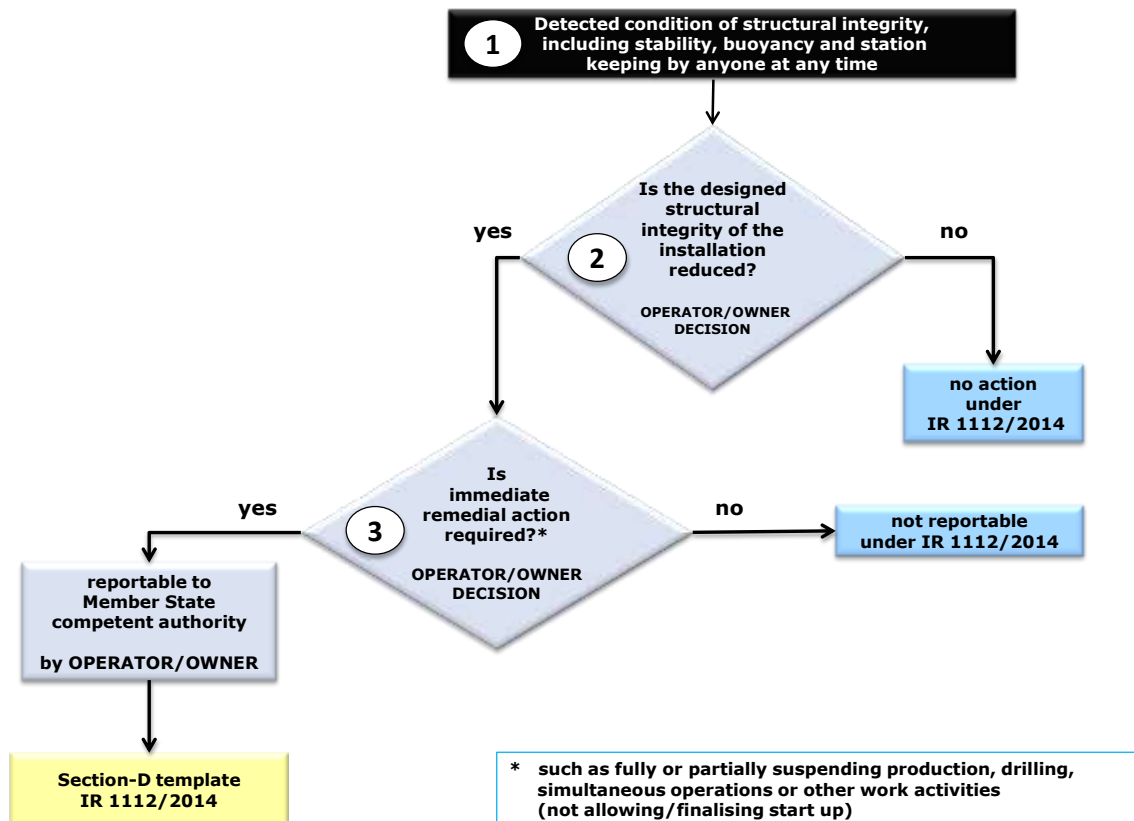 1
Detected condition of structural integrity,
including stability, buoyancy and station
keeping by anyone at any time
Is the designed
structural
integrity of the
installation
reduced?
2
OPERATOR/OWNER
DECISION
yes
no
no action
under
IR 1112/2014
Is
immediate
remedial action
required?*
3
OPERATOR/OWNER
DECISION
yes
no
not reportable
under IR 1112/2014
reportable to
Member State
competent authority
by OPERATOR/OWNER
Section-D template
IR 1112/2014
* such as fully or partially suspending production, drilling,
simultaneous operations or other work activities
(not allowing/finalising start up)